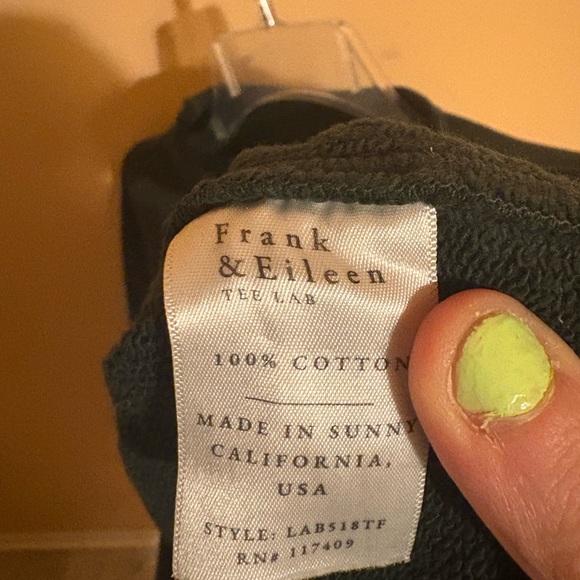 Frank
&Eileen
TEE LAB
100% COTTON
MADE IN SUNNY
CALIFORNIA,
USA
STYLE: LAB518TF
RN# 117409